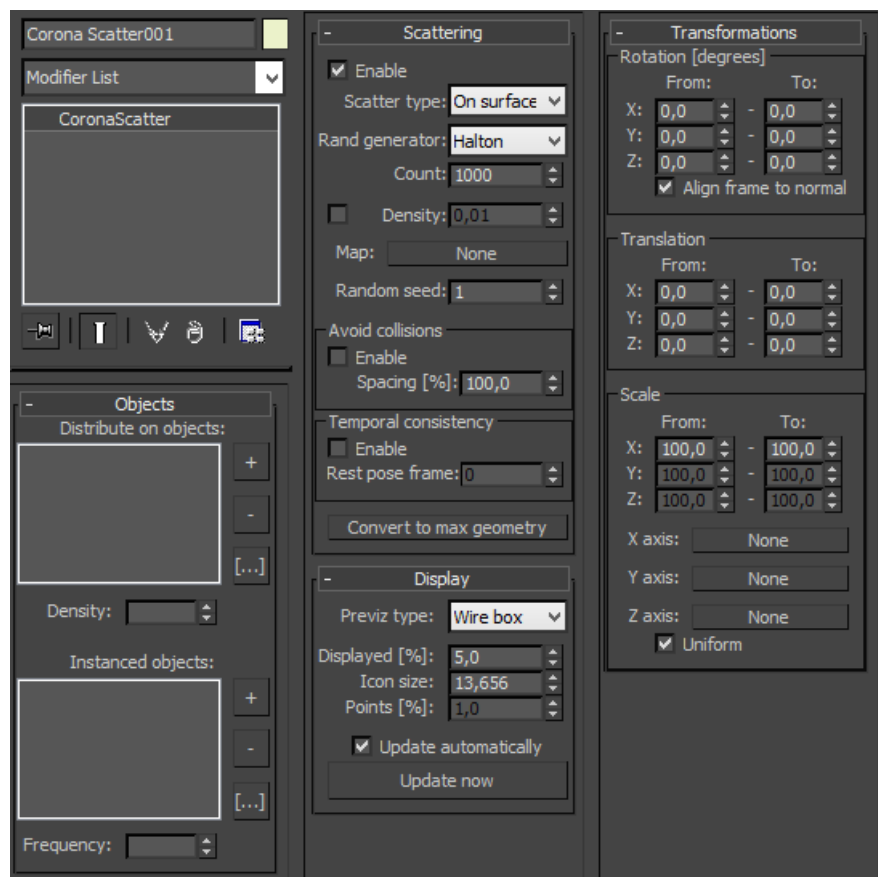 Corona Scatter001
Modifier List
CoronaScatter
- Objects
Distribute on objects:
+
-
[...]
Density:
Instanced objects:
+
-
[...]
Frequency:
- Scattering
Enable
Scatter type: On surface
Rand generator: Halton
Count: 1000
Density: 0,01
Map: None
Random seed: 1
Avoid collisions
Enable
Spacing [%]: 100,0
Temporal consistency
Enable
Rest pose frame: 0
Convert to max geometry
- Display
Previz type: Wire box
Displayed [%]: 5,0
Icon size: 13,656
Points [%]: 1,0
Update automatically
Update now
- Transformations
Rotation [degrees]
From: To:
X: 0,0 - 0,0
Y: 0,0 - 0,0
Z: 0,0 - 0,0
Align frame to normal
Translation
From: To:
X: 0,0 - 0,0
Y: 0,0 - 0,0
Z: 0,0 - 0,0
Scale
From: To:
X: 100,0 - 100,0
Y: 100,0 - 100,0
Z: 100,0 - 100,0
X axis: None
Y axis: None
Z axis: None
Uniform